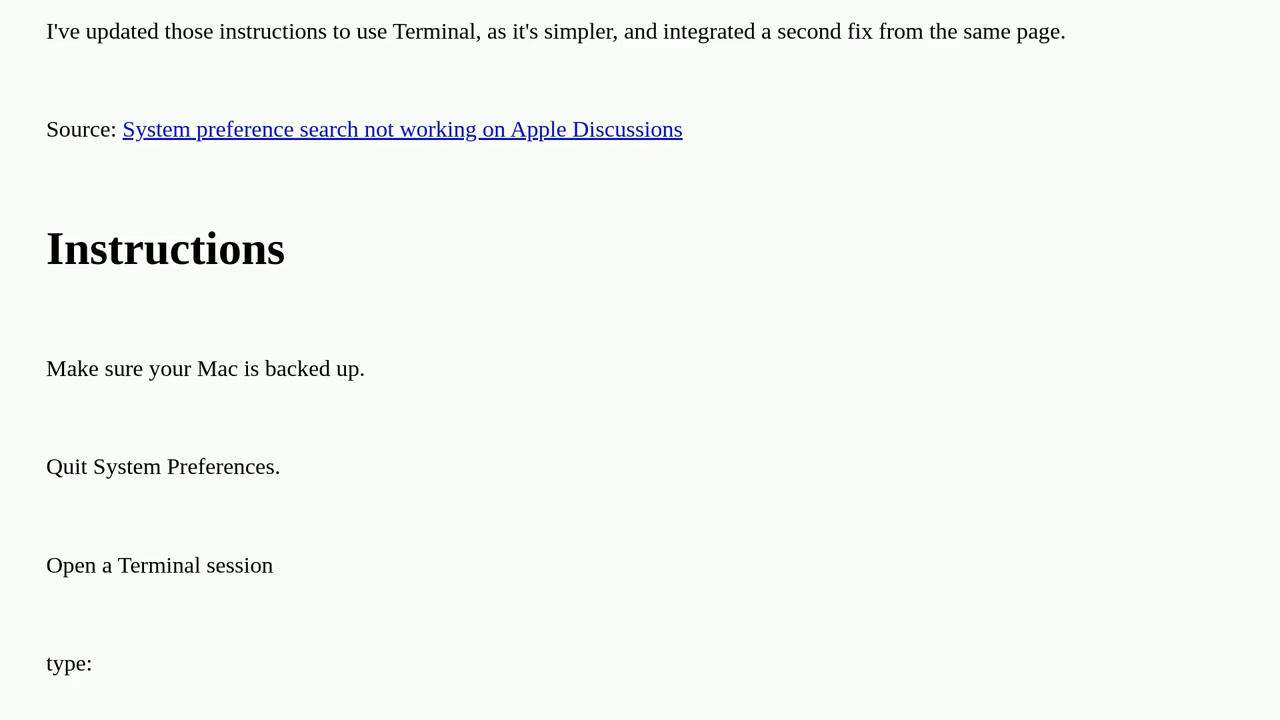 I've updated those instructions to use Terminal, as it's simpler, and integrated a second fix from the same page.
Source: System preference search not working on Apple Discussions
Instructions
Make sure your Mac is backed up.
Quit System Preferences.
Open a Terminal session
type: